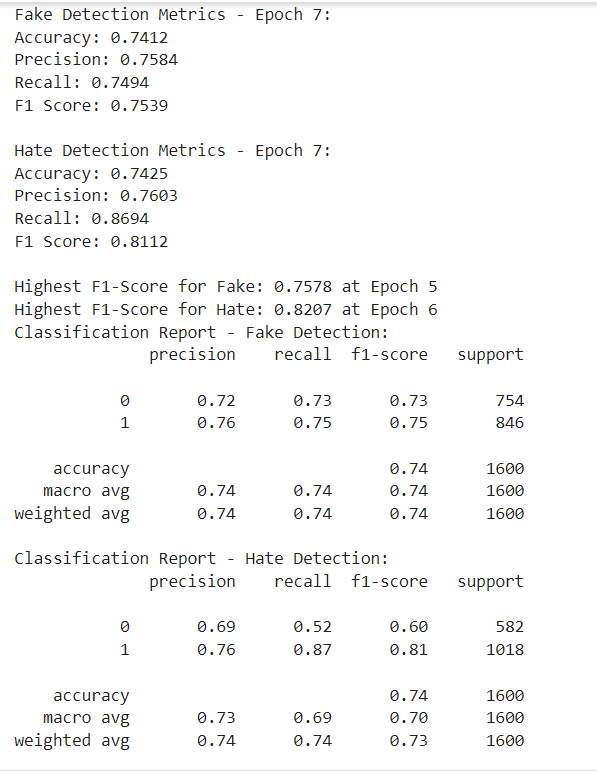 Fake Detection Metrics - Epoch 7:
Accuracy: 0.7412
Precision: 0.7584
Recall: 0.7494
F1 Score: 0.7539

Hate Detection Metrics - Epoch 7:
Accuracy: 0.7425
Precision: 0.7603
Recall: 0.8694
F1 Score: 0.8112

Highest F1-Score for Fake: 0.7578 at Epoch 5
Highest F1-Score for Hate: 0.8207 at Epoch 6
Classification Report - Fake Detection:
              precision    recall  f1-score   support

           0       0.72      0.73      0.73       754
           1       0.76      0.75      0.75       846

    accuracy                           0.74      1600
   macro avg       0.74      0.74      0.74      1600
weighted avg       0.74      0.74      0.74      1600

Classification Report - Hate Detection:
              precision    recall  f1-score   support

           0       0.69      0.52      0.60       582
           1       0.76      0.87      0.81      1018

    accuracy                           0.74      1600
   macro avg       0.73      0.69      0.70      1600
weighted avg       0.74      0.74      0.73      1600